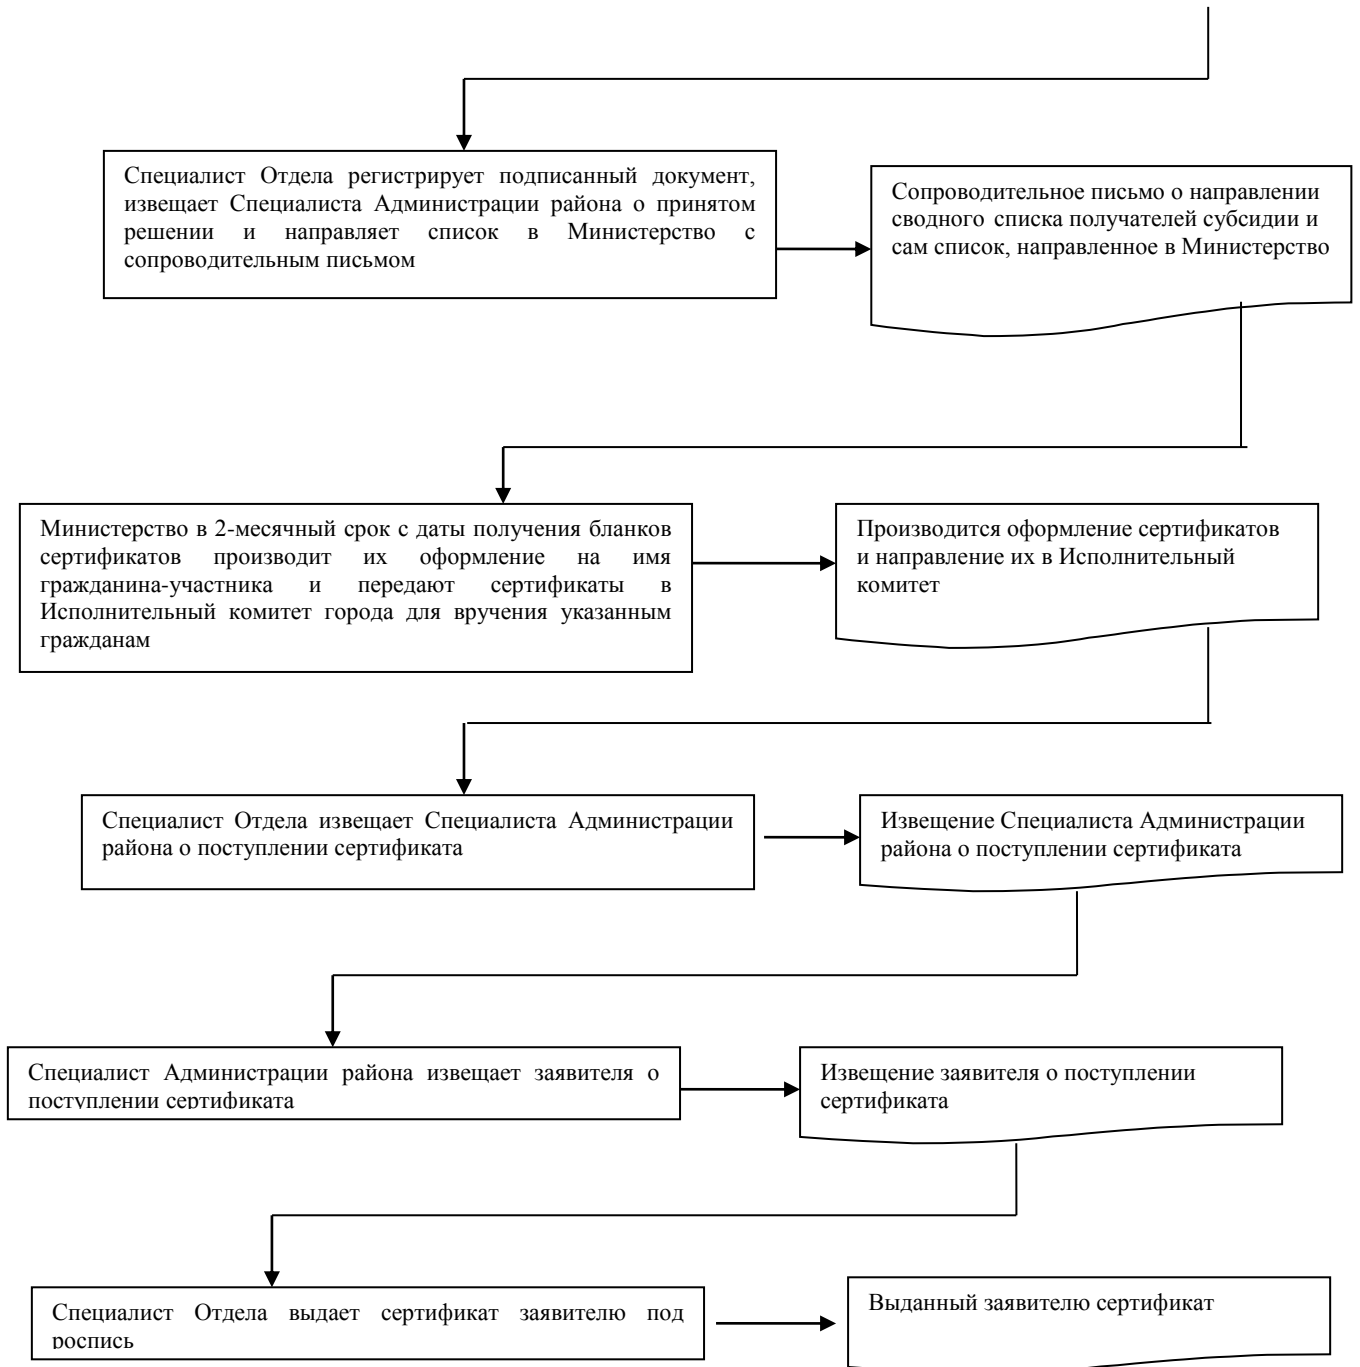 Специалист Отдела регистрирует подписанный документ,
извещает Специалиста Администрации района о принятом
решении и направляет список в Министерство с
сопроводительным письмом
Сопроводительное письмо о направлении
сводного списка получателей субсидии и
сам список, направленное в Министерство
Министерство в 2-месячный срок с даты получения бланков
сертификатов производит их оформление на имя
гражданина-участника и передают сертификаты в
Исполнительный комитет города для вручения указанным
гражданам
Производится оформление сертификатов
и направление их в Исполнительный
комитет
Специалист Отдела извещает Специалиста Администрации
района о поступлении сертификата
Извещение Специалиста Администрации
района о поступлении сертификата
Специалист Администрации района извещает заявителя о
поступлении сертификата
Извещение заявителя о поступлении
сертификата
Специалист Отдела выдает сертификат заявителю под
роспись
Выданный заявителю сертификат